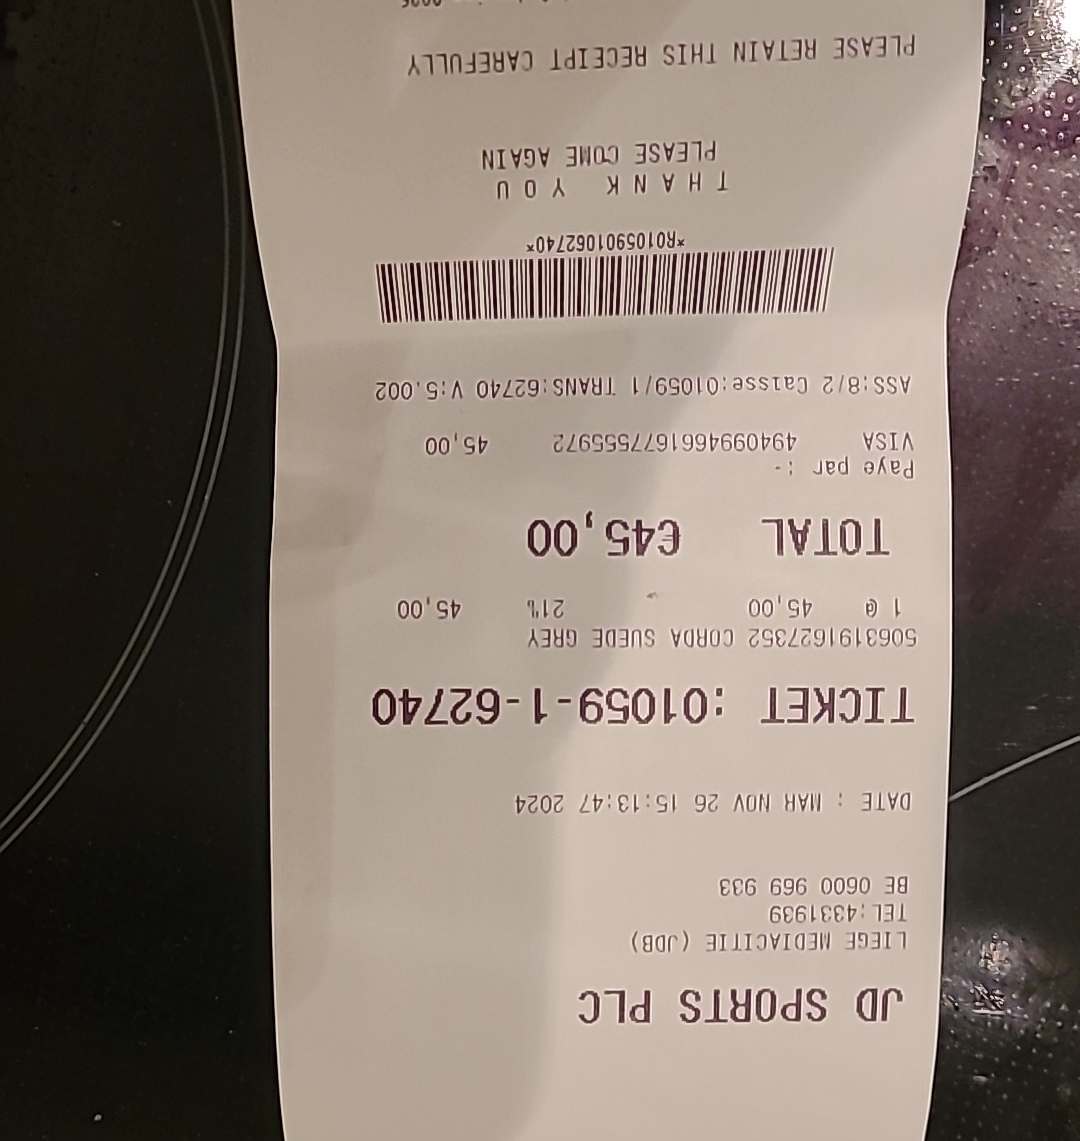 JD SPORTS PLC
LIEGE MEDIACITIE (JDB)
TEL:4331939
BE 0600 969 933
DATE : MAR NOV 26 15:13:47 2024
TICKET :01059-1-62740
5063191627352 CORDA SUEDE GREY
1 @ 45,00 21% 45,00
TOTAL €45,00
Paye par :-
VISA 4940994661677555972 45,00
ASS:8/2 Caisse:01059/1 TRANS:62740 V:5.002
*R0105901062740*
T H A N K Y O U
PLEASE COME AGAIN
PLEASE RETAIN THIS RECEIPT CAREFULLY